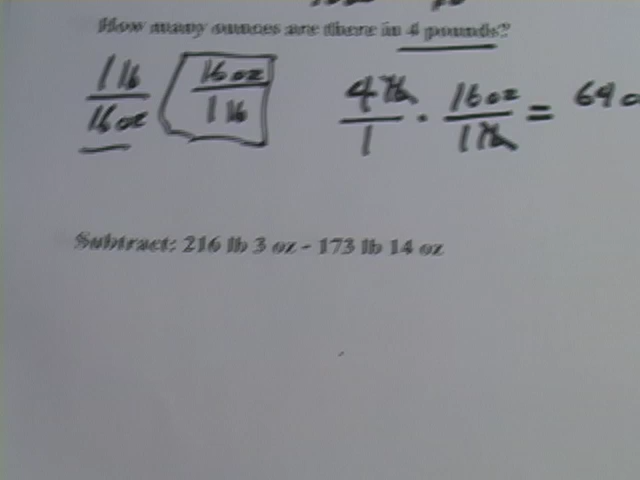 How many ounces are there in 4 pounds?
1 lb 16 oz 4 lb 16 oz 64 o
16 oz 1 lb 1 · 1 lb =
Subtract: 216 lb 3 oz - 173 lb 14 oz